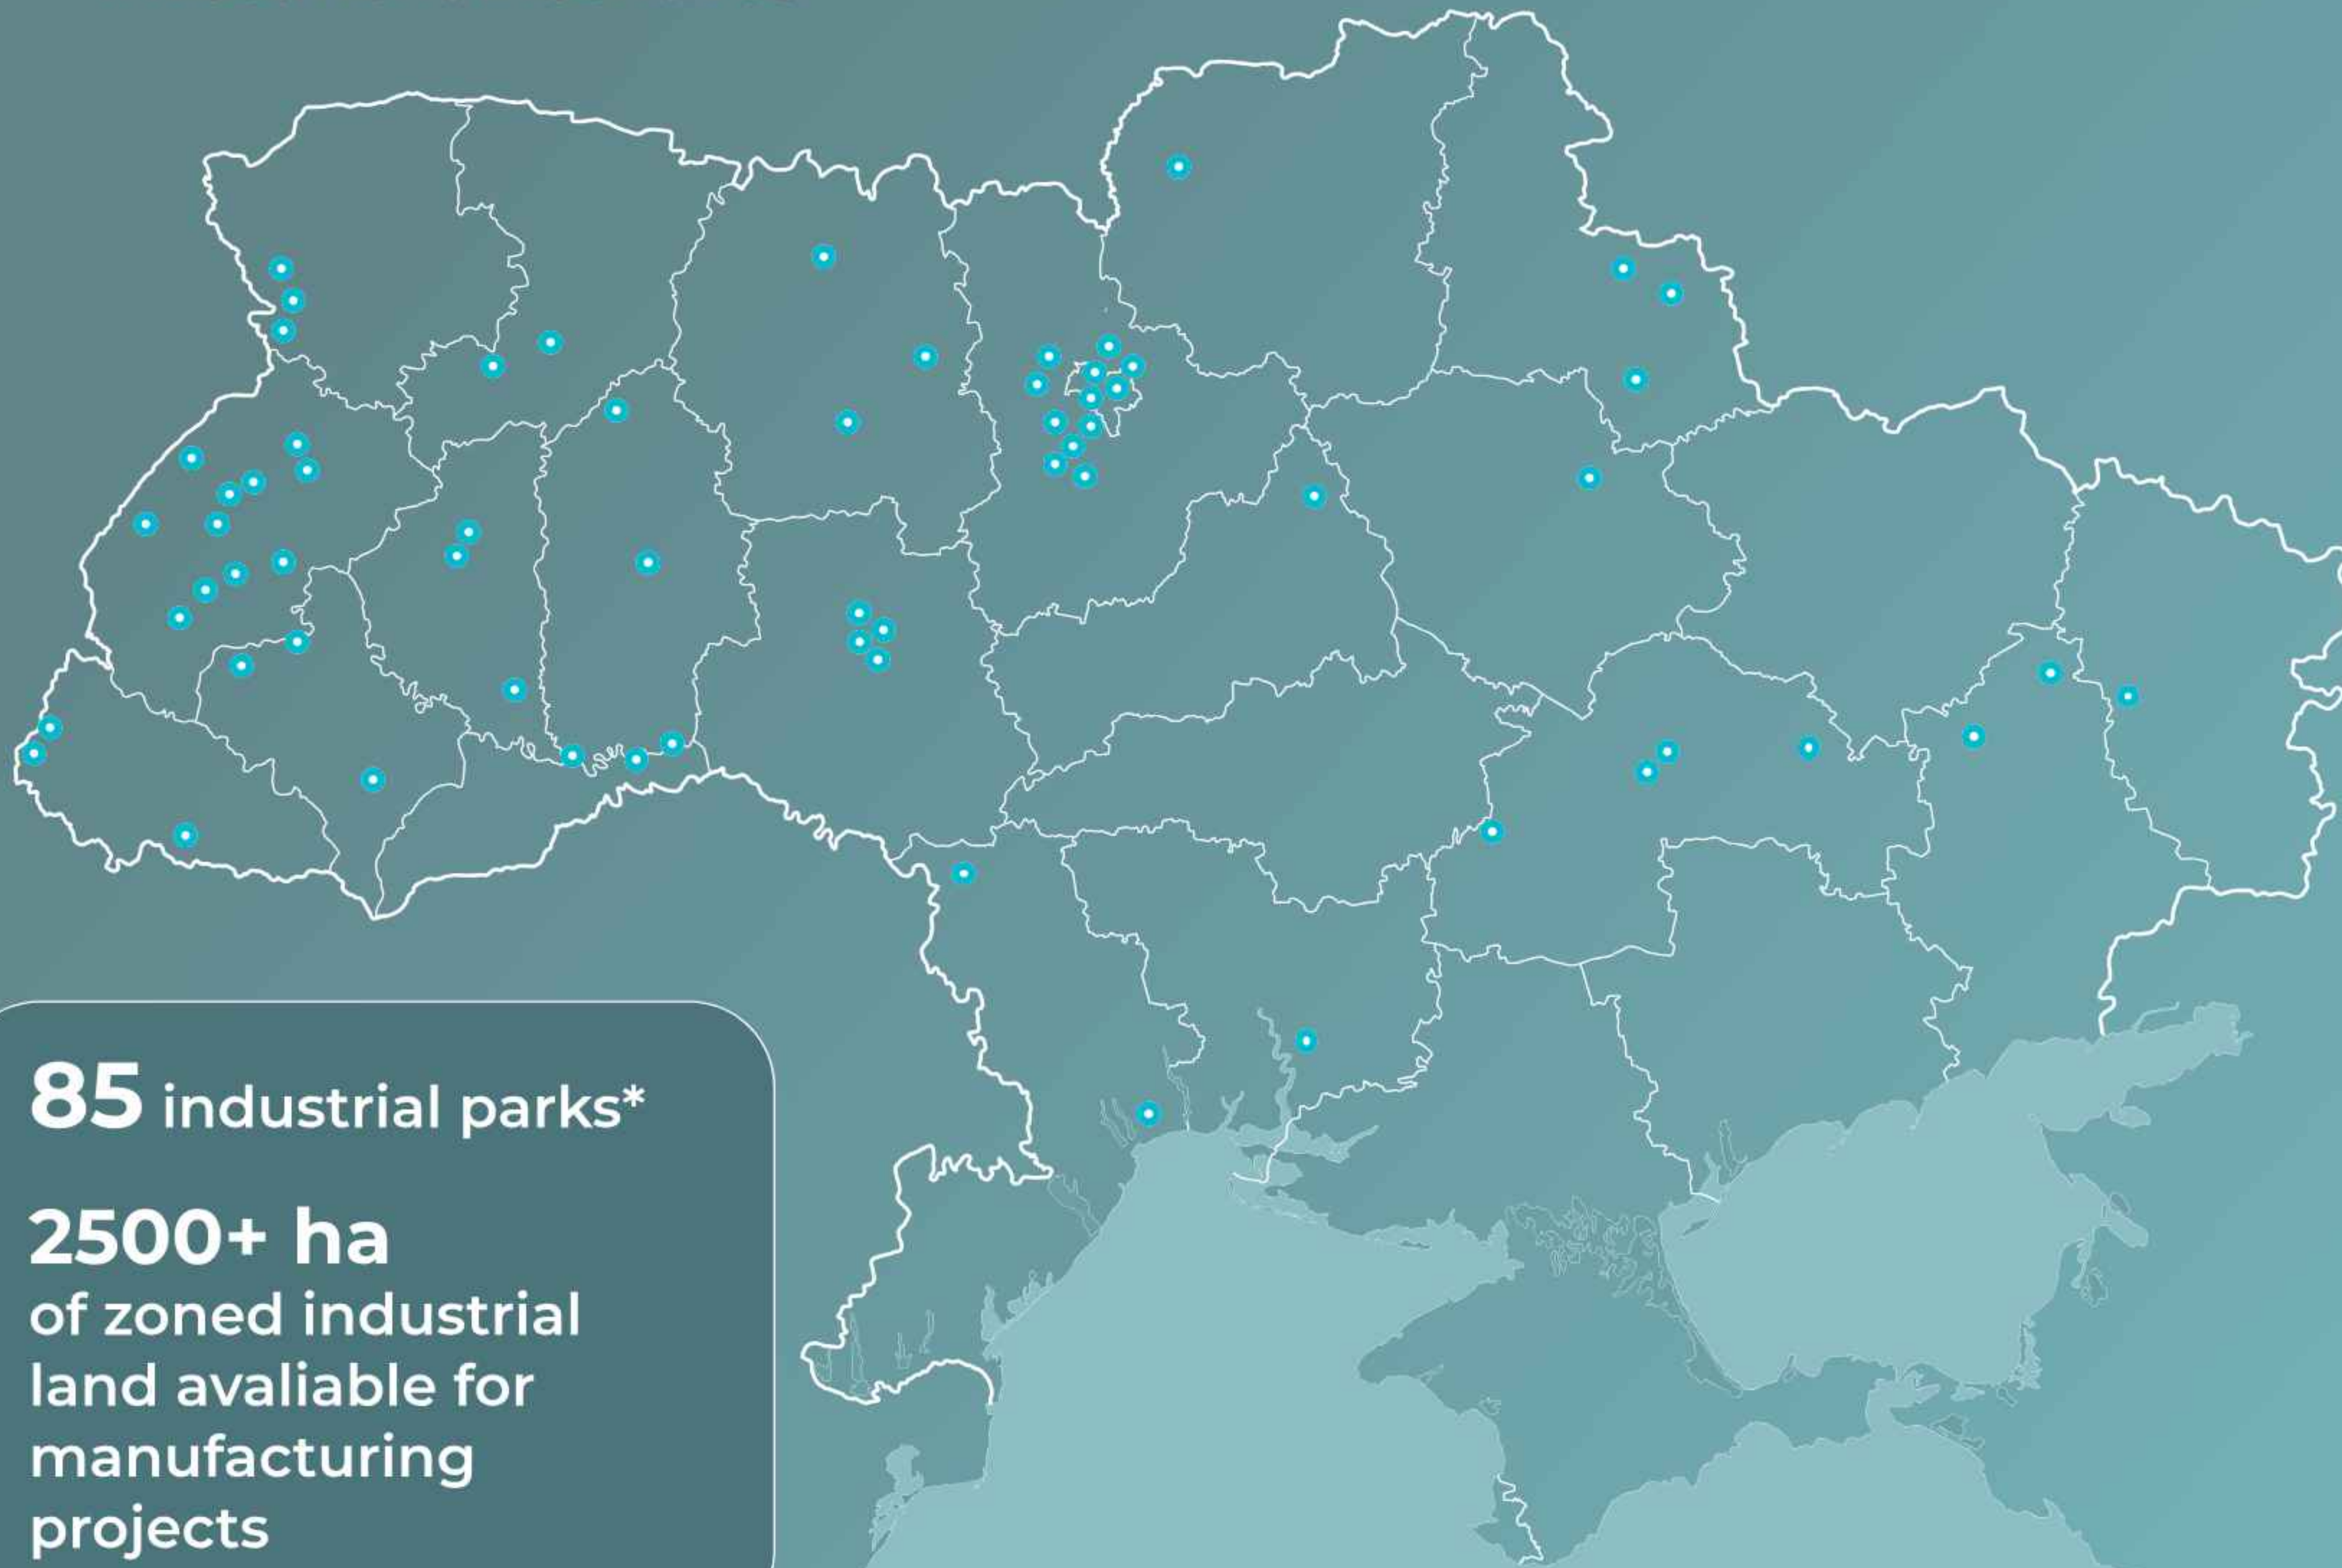 85 industrial parks*
2500+ ha
of zoned industrial
land avaliable for
manufacturing
projects